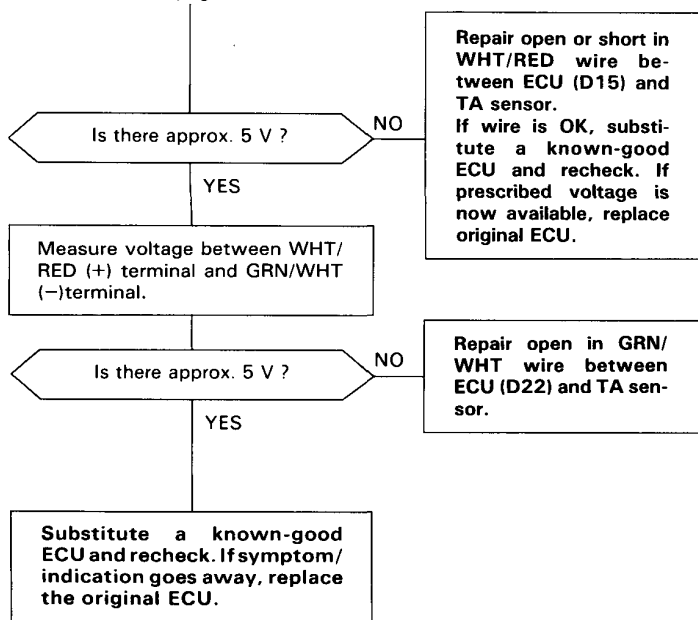 Repair open or short in
WHT/RED wire be-
tween ECU (D15) and
TA sensor.
If wire is OK, substi-
tute a known-good
ECU and recheck. If
prescribed voltage is
now available, replace
original ECU.
Is there approx. 5 V ?
NO
YES
Measure voltage between WHT/
RED (+) terminal and GRN/WHT
(−)terminal.
Is there approx. 5 V ?
NO
Repair open in GRN/
WHT wire between
ECU (D22) and TA sen-
sor.
YES
Substitute a known-good
ECU and recheck. If symptom/
indication goes away, replace
the original ECU.